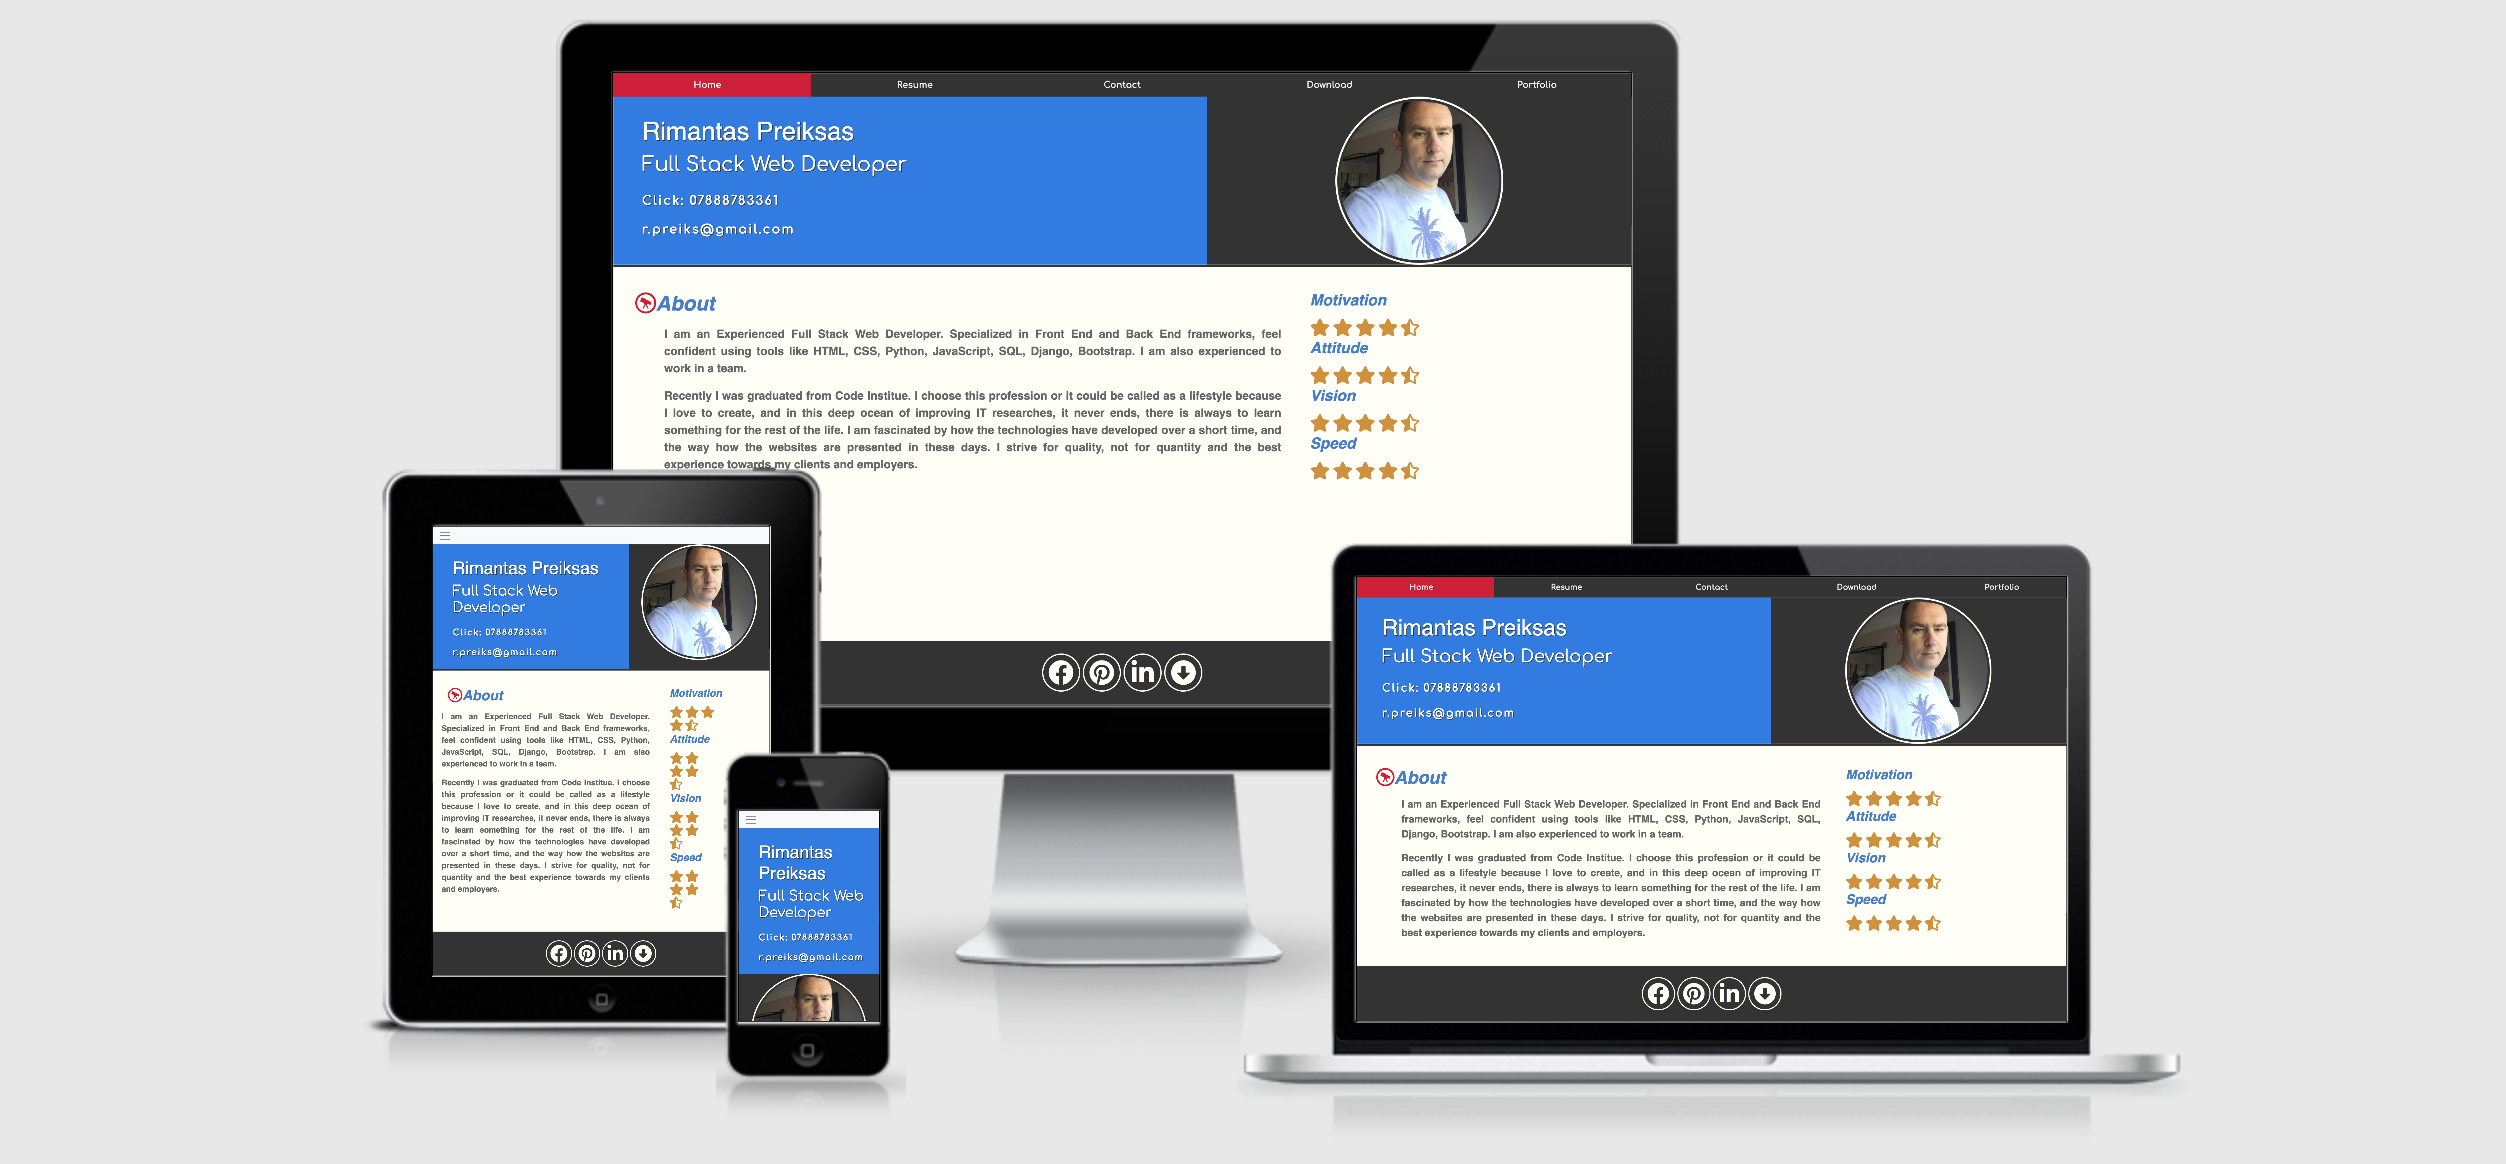 Home Resume Contact Download Portfolio
Rimantas Preiksas
Full Stack Web Developer
Click: 07888783361
r.preiks@gmail.com
About
I am an Experienced Full Stack Web Developer. Specialized in Front End and Back End frameworks, feel
confident using tools like HTML, CSS, Python, JavaScript, SQL, Django, Bootstrap. I am also experienced to
work in a team.
Recently I was graduated from Code Institue. I choose this profession or it could be called as a lifestyle because
I love to create, and in this deep ocean of improving IT researches, it never ends, there is always to learn
something for the rest of the life. I am fascinated by how the technologies have developed over a short time, and
the way how the websites are presented in these days. I strive for quality, not for quantity and the best
experience towards my clients and employers.
Motivation
Attitude
Vision
Speed
Rimantas Preiksas
Full Stack Web
Developer
Click: 07888783361
r.preiks@gmail.com
About
I am an Experienced Full Stack Web Developer.
Specialized in Front End and Back End frameworks,
feel confident using tools like HTML, CSS, Python,
JavaScript, SQL, Django, Bootstrap. I am also
experienced to work in a team.
Recently I was graduated from Code Institue. I choose
this profession or it could be called as a lifestyle
because I love to create, and in this deep ocean of
improving IT researches, it never ends, there is always
to learn something for the rest of the life. I am
fascinated by how the technologies have developed
over a short time, and the way how the websites are
presented in these days. I strive for quality, not for
quantity and the best experience towards my clients
and employers.
Motivation
Attitude
Vision
Speed
Rimantas
Preiksas
Full Stack Web
Developer
Click: 07888783361
r.preiks@gmail.com
Home Resume Contact Download Portfolio
Rimantas Preiksas
Full Stack Web Developer
Click: 07888783361
r.preiks@gmail.com
About
I am an Experienced Full Stack Web Developer. Specialized in Front End and Back End
frameworks, feel confident using tools like HTML, CSS, Python, JavaScript, SQL,
Django, Bootstrap. I am also experienced to work in a team.
Recently I was graduated from Code Institue. I choose this profession or it could be
called as a lifestyle because I love to create, and in this deep ocean of improving IT
researches, it never ends, there is always to learn something for the rest of the life. I am
fascinated by how the technologies have developed over a short time, and the way how
the websites are presented in these days. I strive for quality, not for quantity and the
best experience towards my clients and employers.
Motivation
Attitude
Vision
Speed